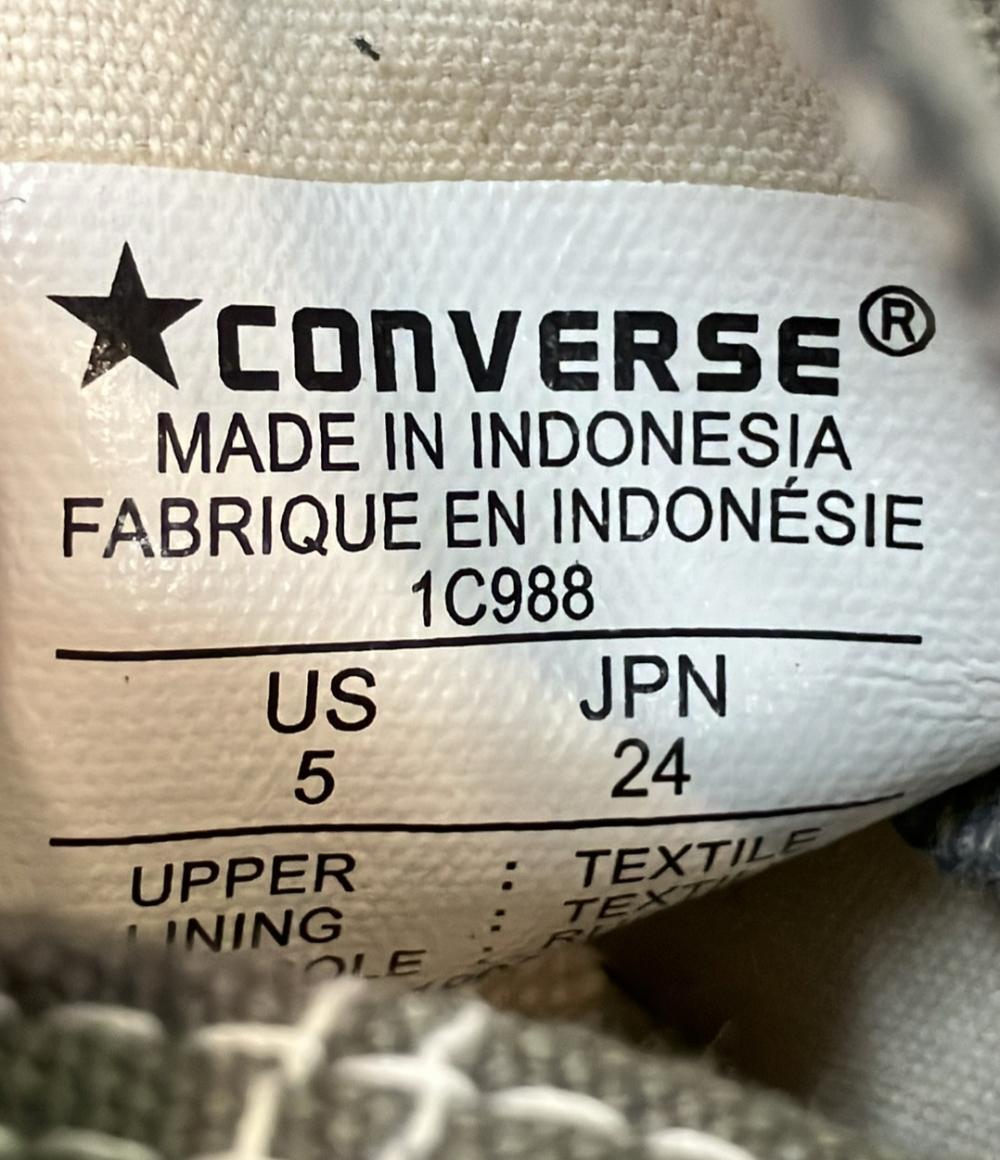 ★CONVERSE®
MADE IN INDONESIA
FABRIQUE EN INDONÉSIE
1C988
US JPN
5 24
UPPER : TEXTILE
LINING :